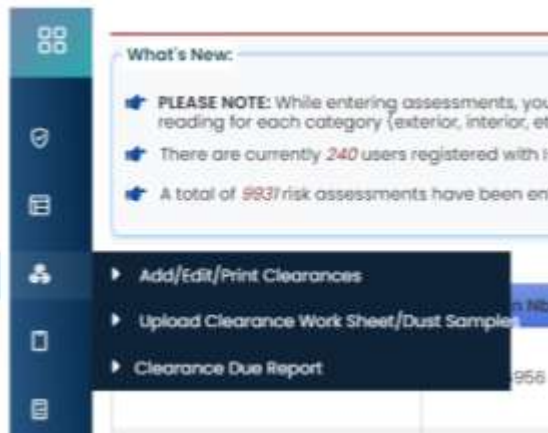 What's New:
PLEASE NOTE: While entering assessments, you
reading for each category (exterior, interior, et
There are currently 240 users registered with
A total of 9931 risk assessments have been en
Add/Edit/Print Clearances
Upload Clearance Work Sheet/Dust Samples
Clearance Due Report
956